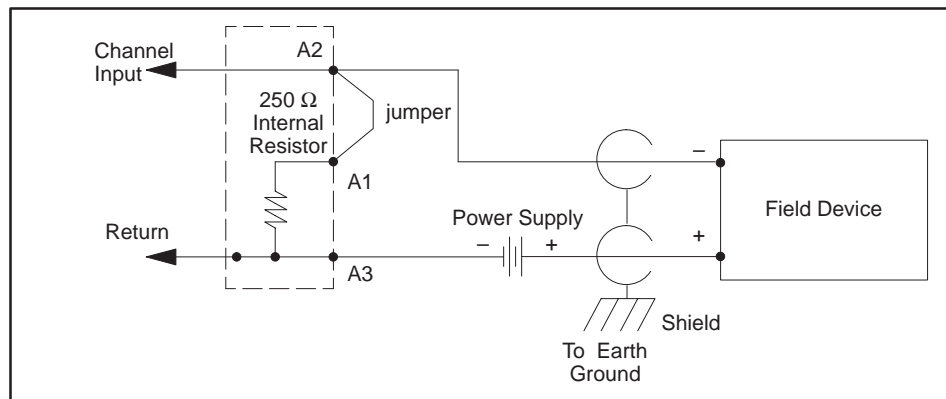 Channel
Input
A2
250 Ω
Internal
Resistor
jumper
A1
–
Field Device
Return
Power Supply
–
+
+
A3
Shield
To Earth
Ground